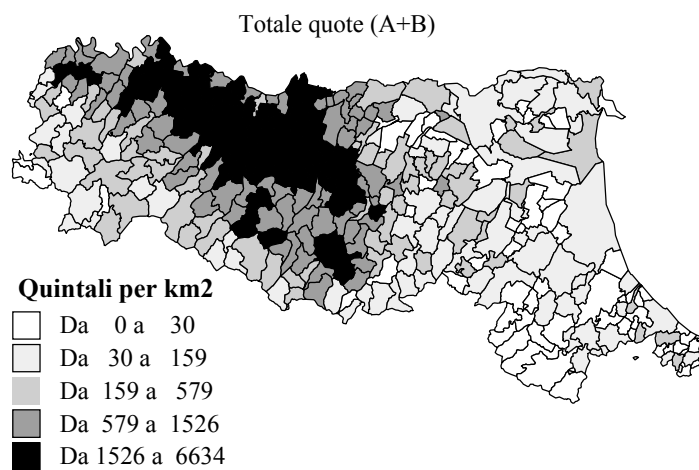 Totale quote (A+B)
Quintali per km2
Da 0 a 30
Da 30 a 159
Da 159 a 579
Da 579 a 1526
Da 1526 a 6634